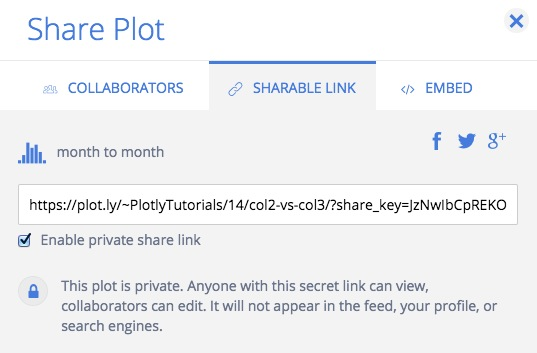 Share Plot
COLLABORATORS
SHARABLE LINK
EMBED
month to month
https://plot.ly/~PlotlyTutorials/14/col2-vs-col3/?share_key=JzNwIbCpREKO
Enable private share link
This plot is private. Anyone with this secret link can view,
collaborators can edit. It will not appear in the feed, your profile, or
search engines.